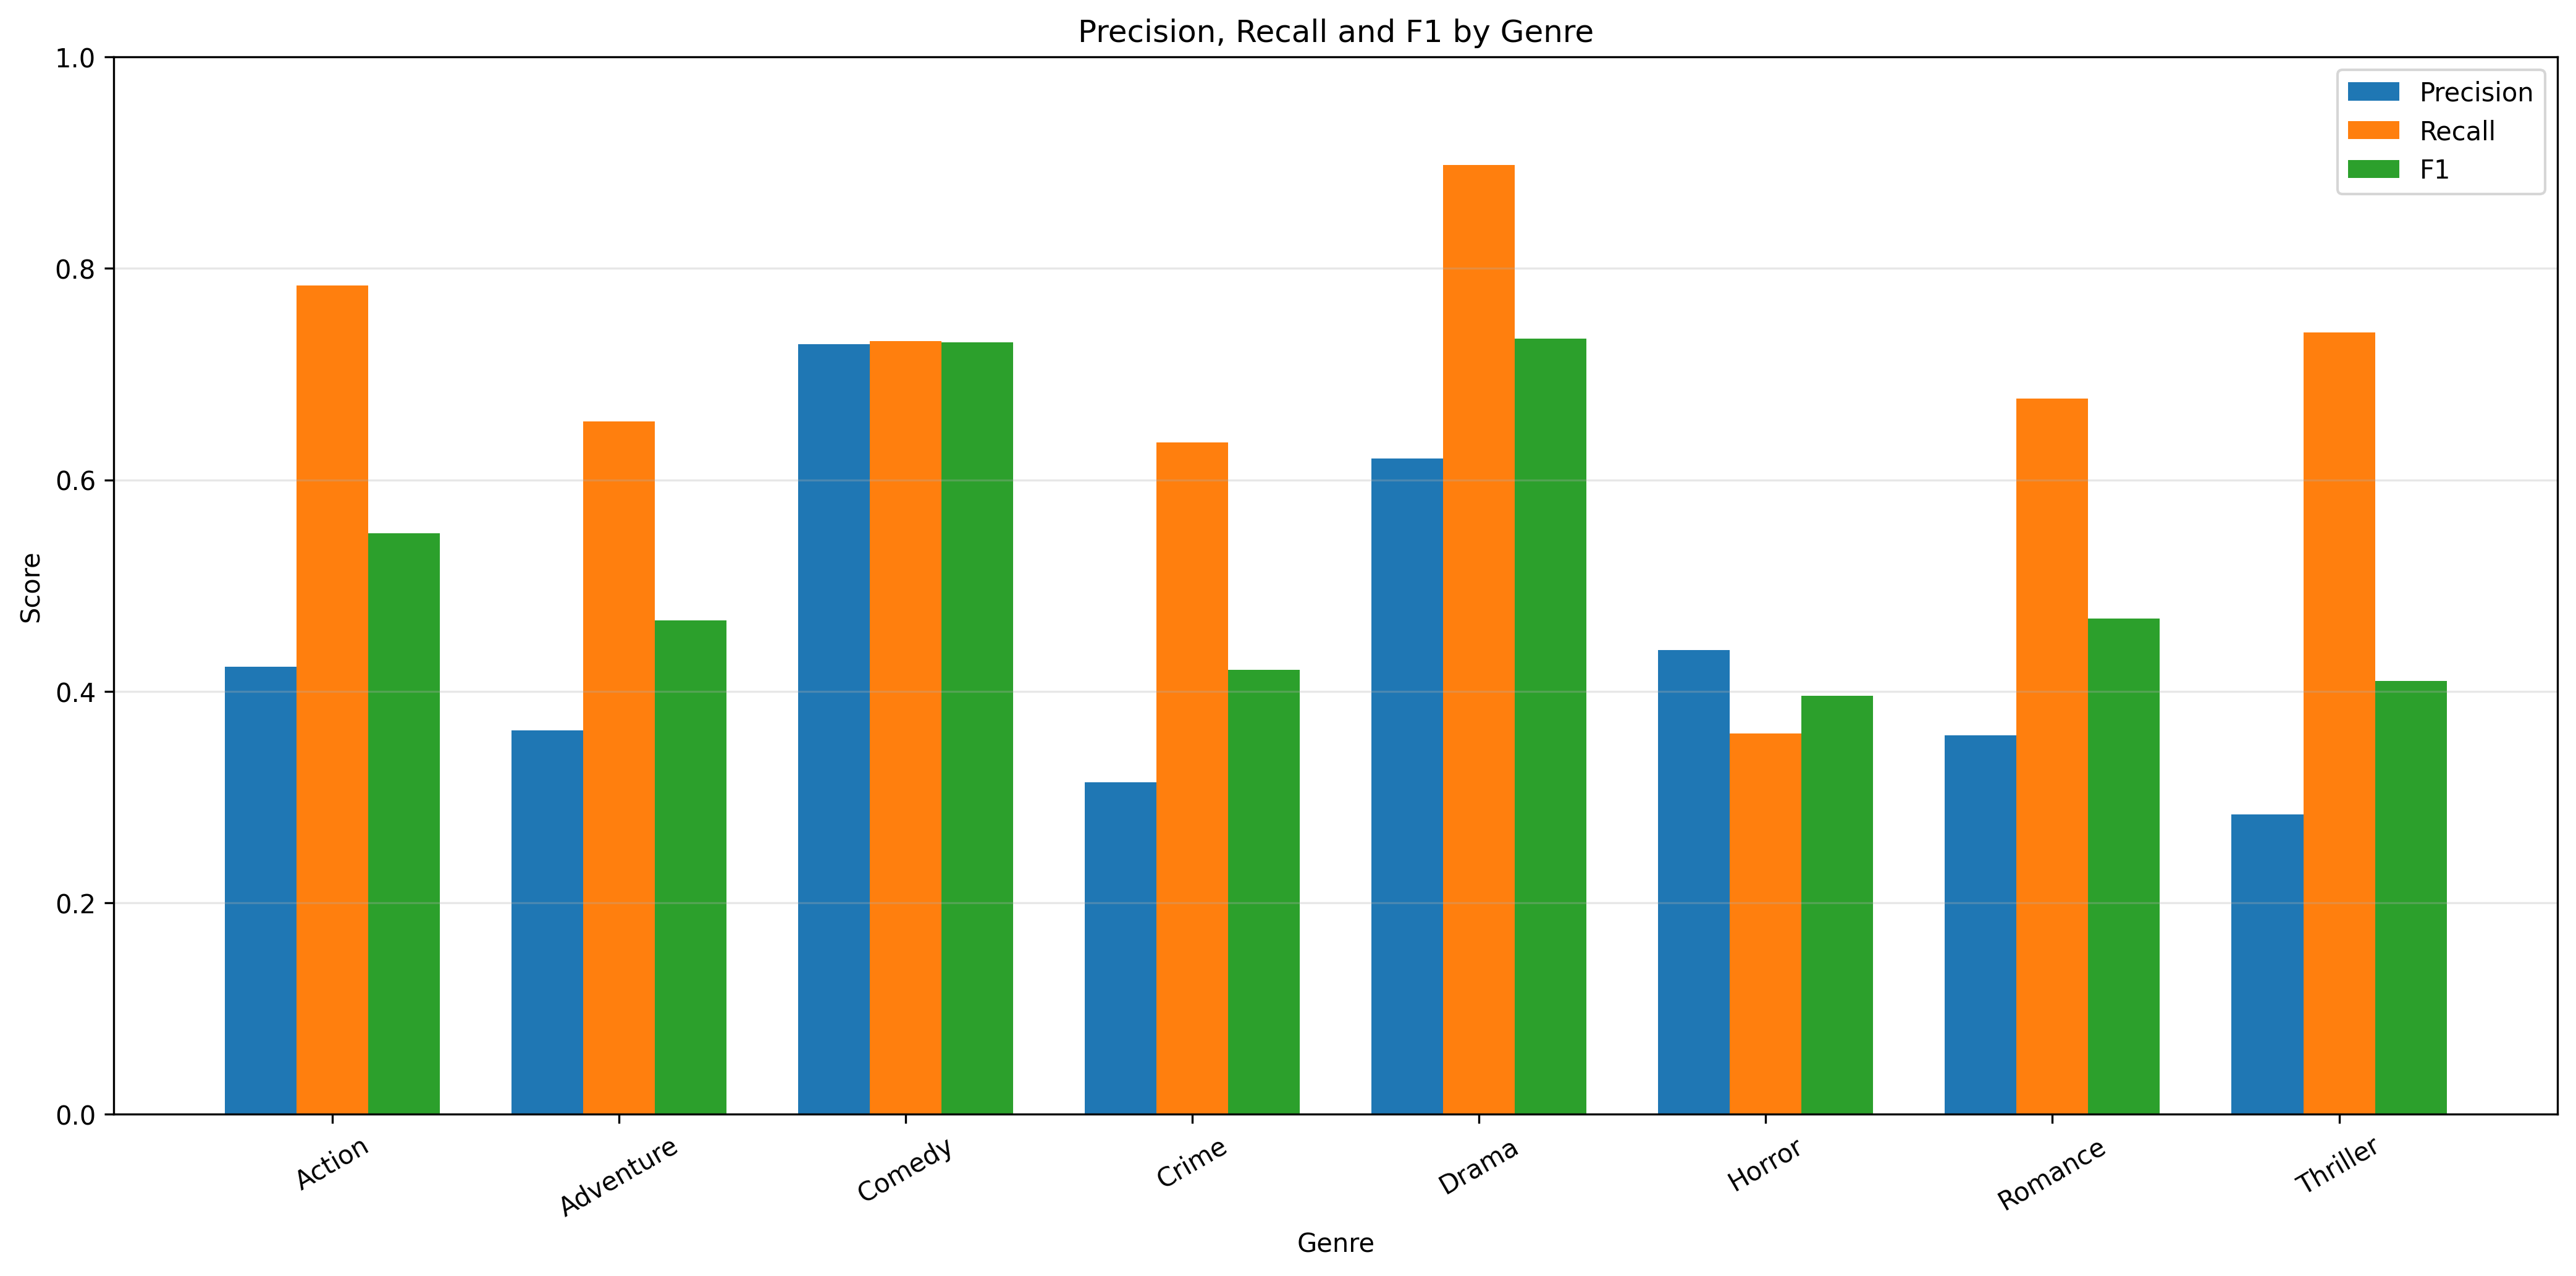 Precision, Recall and F1 by Genre
1.0
0.8
0.6
0.4
0.2
0.0
Score
Precision
Recall
F1
Action
Adventure
Comedy
Crime
Drama
Horror
Romance
Thriller
Genre